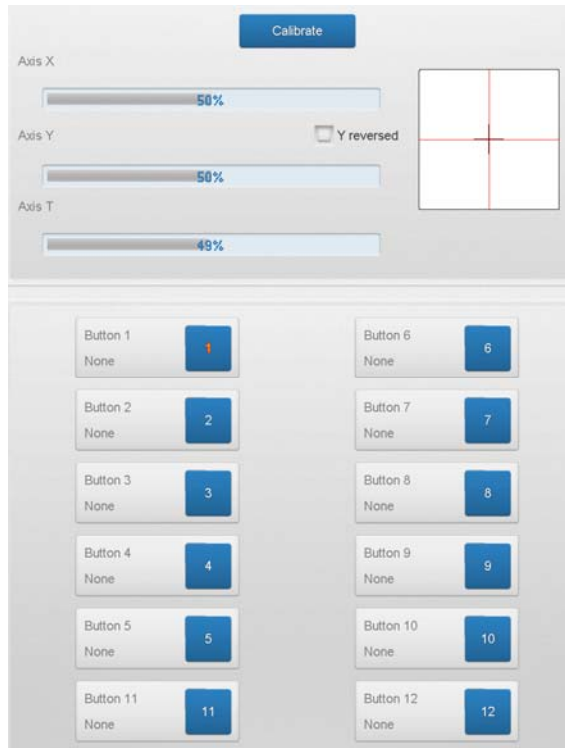 Calibrate
Axis X
50%
Axis Y
Y reversed
50%
Axis T
49%
Button 1
None
1
Button 6
None
6
Button 2
None
2
Button 7
None
7
Button 3
None
3
Button 8
None
8
Button 4
None
4
Button 9
None
9
Button 5
None
5
Button 10
None
10
Button 11
None
11
Button 12
None
12